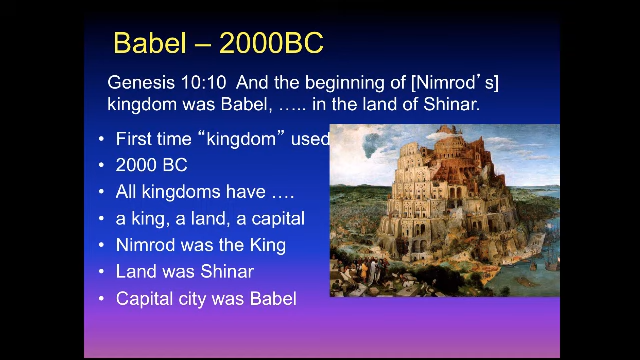 Babel – 2000BC
Genesis 10:10 And the beginning of [Nimrod’s]
kingdom was Babel, ….. in the land of Shinar.
• First time “kingdom” used
• 2000 BC
• All kingdoms have ….
• a king, a land, a capital
• Nimrod was the King
• Land was Shinar
• Capital city was Babel